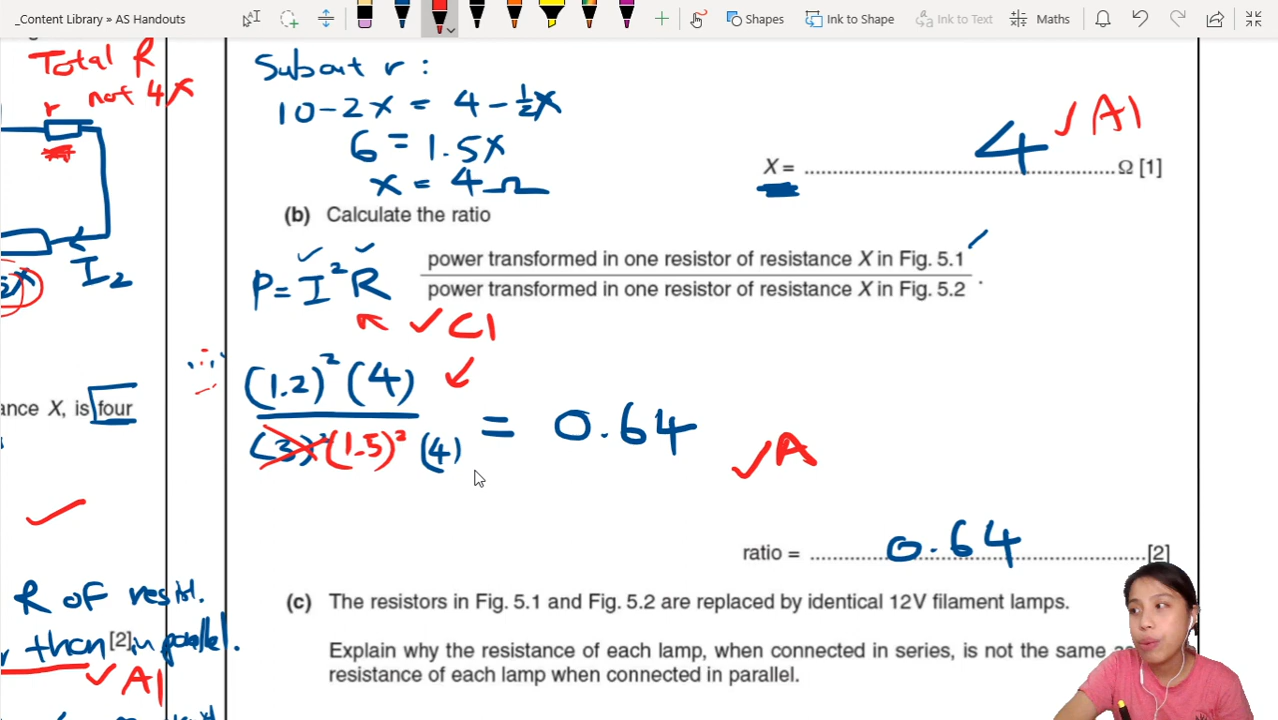 _Content Library » AS Handouts
Shapes
Ink to Shape
Ink to Text
Maths
Total R
r not 4X
I2
ance X, is four
R of resist.
than in parallel.
[2]
✓ A1
Subout r :
10 - 2X = 4 - ½X
6 = 1.5X
x = 4 Ω
4 ✓ A1
X = ........................................ Ω [1]
(b) Calculate the ratio
P = I² R
power transformed in one resistor of resistance X in Fig. 5.1
power transformed in one resistor of resistance X in Fig. 5.2 .
✓ C1
(1.2)² (4)
(3)² (1.5)² (4)
= 0.64
✓ A
ratio = ............ 0.64 ............ [2]
(c) The resistors in Fig. 5.1 and Fig. 5.2 are replaced by identical 12V filament lamps.
Explain why the resistance of each lamp, when connected in series, is not the same
resistance of each lamp when connected in parallel.